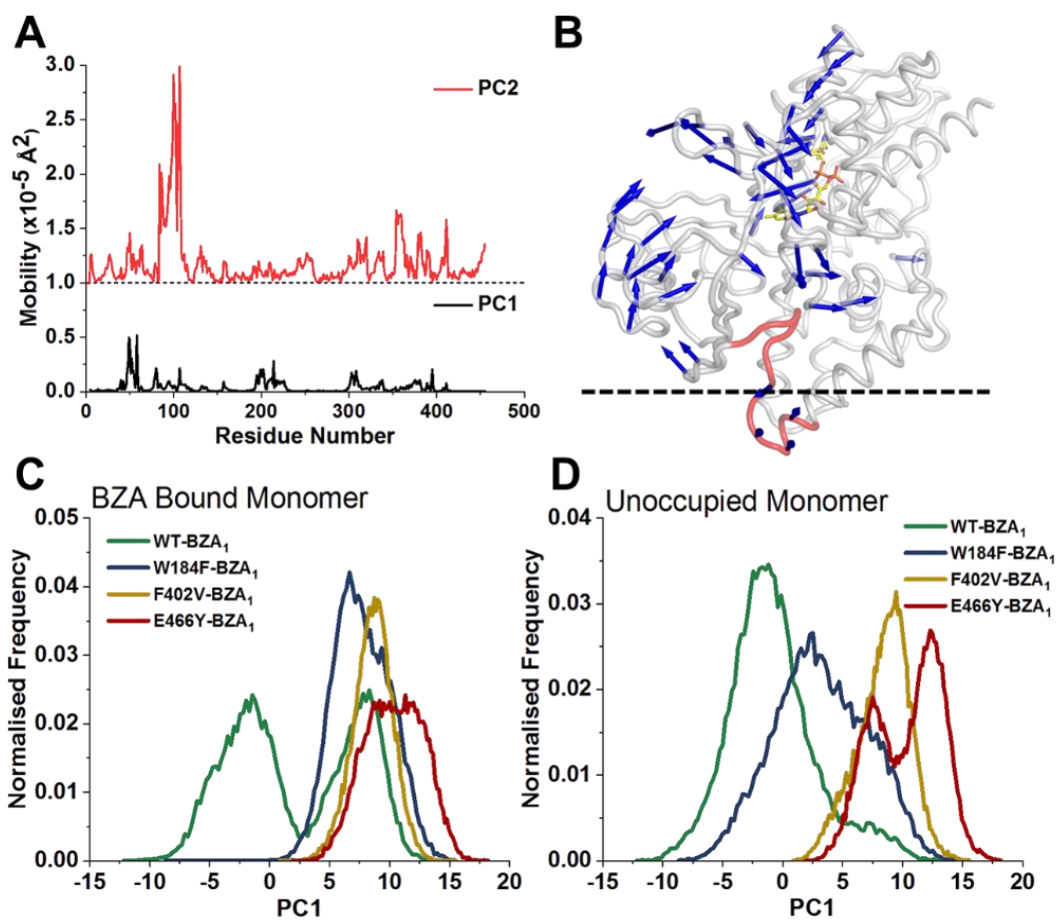 A
B
3.0
2.5
2.0
1.5
1.0
0.5
0.0
Mobility (x10⁻⁵ Å²)
PC2
PC1
0 100 200 300 400 500
Residue Number
C
BZA Bound Monomer
0.05
0.04
0.03
0.02
0.01
0.00
Normalised Frequency
WT-BZA₁
W184F-BZA₁
F402V-BZA₁
E466Y-BZA₁
-15 -10 -5 0 5 10 15 20
PC1
D
Unoccupied Monomer
0.04
0.03
0.02
0.01
0.00
Normalised Frequency
WT-BZA₁
W184F-BZA₁
F402V-BZA₁
E466Y-BZA₁
-15 -10 -5 0 5 10 15 20
PC1